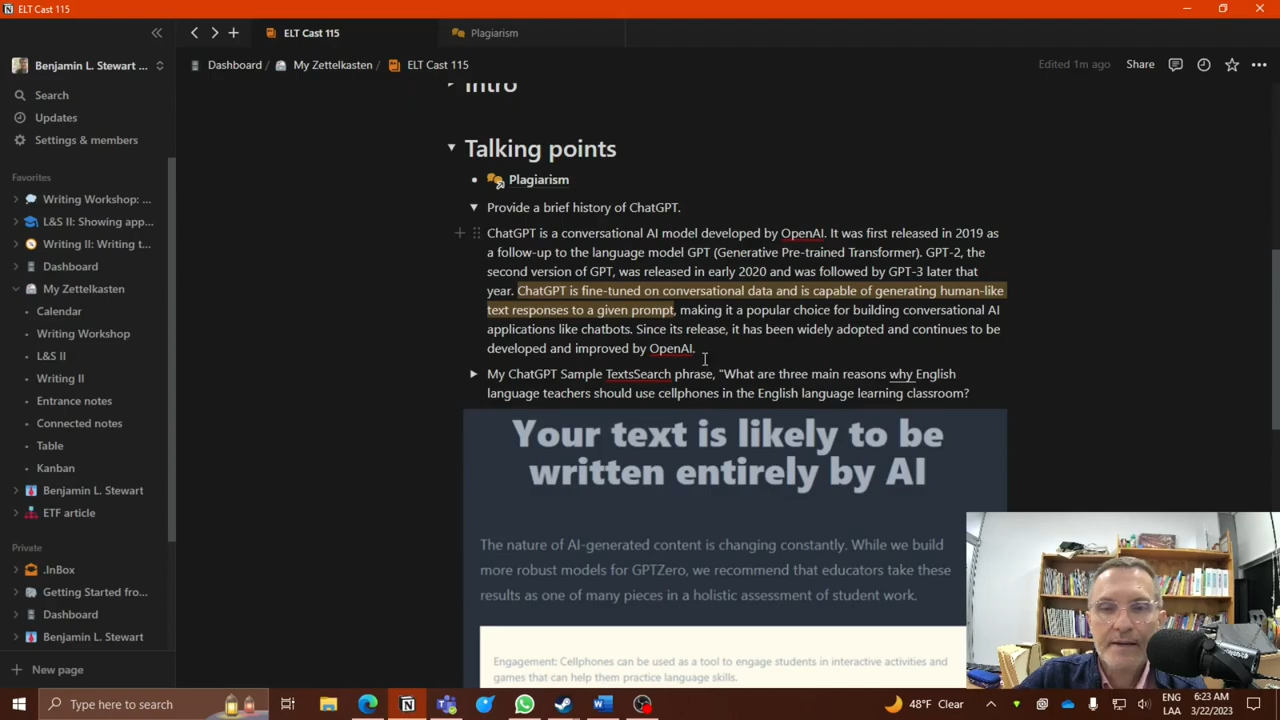 ELT Cast 115
ELT Cast 115
Plagiarism
Benjamin L. Stewart ...
Dashboard / My Zettelkasten / ELT Cast 115
Edited 1m ago
Share
Search
Updates
Settings & members
Favorites
Writing Workshop: ...
L&S II: Showing app...
Writing II: Writing t...
Dashboard
My Zettelkasten
Calendar
Writing Workshop
L&S II
Writing II
Entrance notes
Connected notes
Table
Kanban
Benjamin L. Stewart
ETF article
Private
.InBox
Getting Started fro...
Dashboard
Benjamin L. Stewart
New page
Intro
Talking points
Plagiarism
Provide a brief history of ChatGPT.
ChatGPT is a conversational AI model developed by OpenAI. It was first released in 2019 as
a follow-up to the language model GPT (Generative Pre-trained Transformer). GPT-2, the
second version of GPT, was released in early 2020 and was followed by GPT-3 later that
year. ChatGPT is fine-tuned on conversational data and is capable of generating human-like
text responses to a given prompt, making it a popular choice for building conversational AI
applications like chatbots. Since its release, it has been widely adopted and continues to be
developed and improved by OpenAI.
My ChatGPT Sample TextsSearch phrase, "What are three main reasons why English
language teachers should use cellphones in the English language learning classroom?
Your text is likely to be
written entirely by AI
The nature of AI-generated content is changing constantly. While we build
more robust models for GPTZero, we recommend that educators take these
results as one of many pieces in a holistic assessment of student work.
Engagement: Cellphones can be used as a tool to engage students in interactive activities and
games that can help them practice language skills.
Type here to search
48°F Clear
ENG
LAA
6:23 AM
3/22/2023